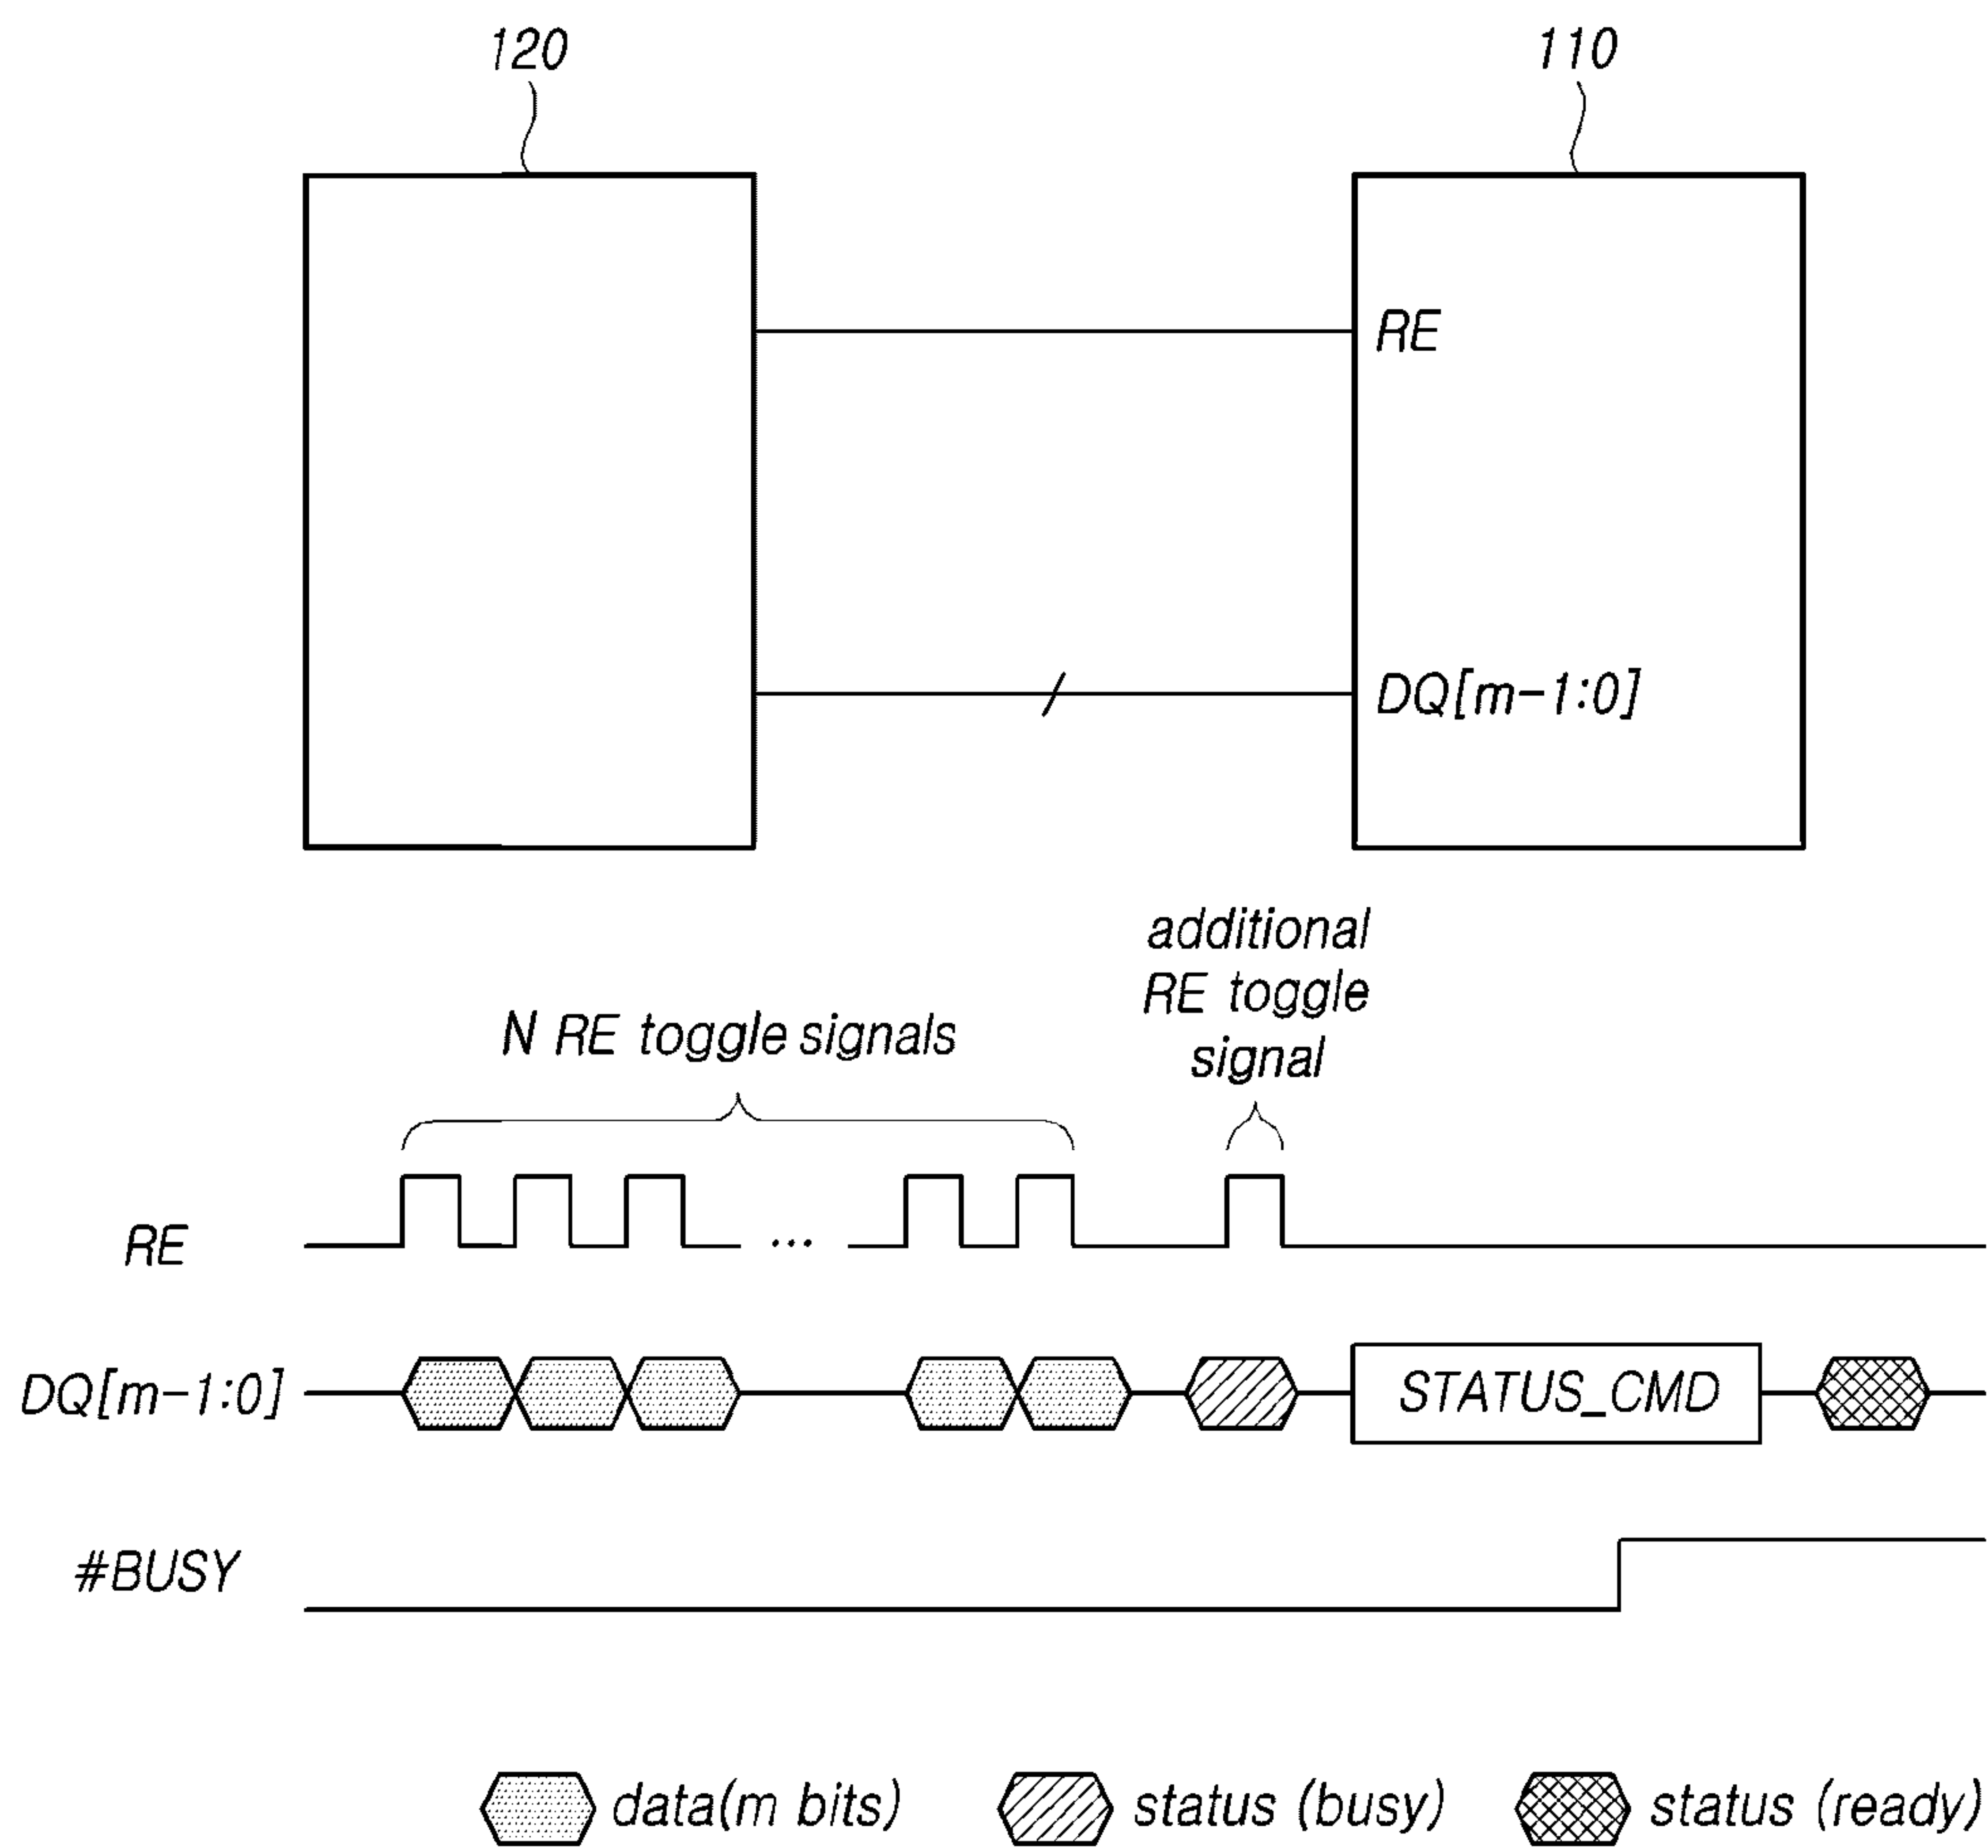 120
110
RE
DQ[m-1:0]
additional
RE toggle
signal
N RE toggle signals
RE
...
DQ[m-1:0]
STATUS_CMD
#BUSY
data(m bits)
status (busy)
status (ready)